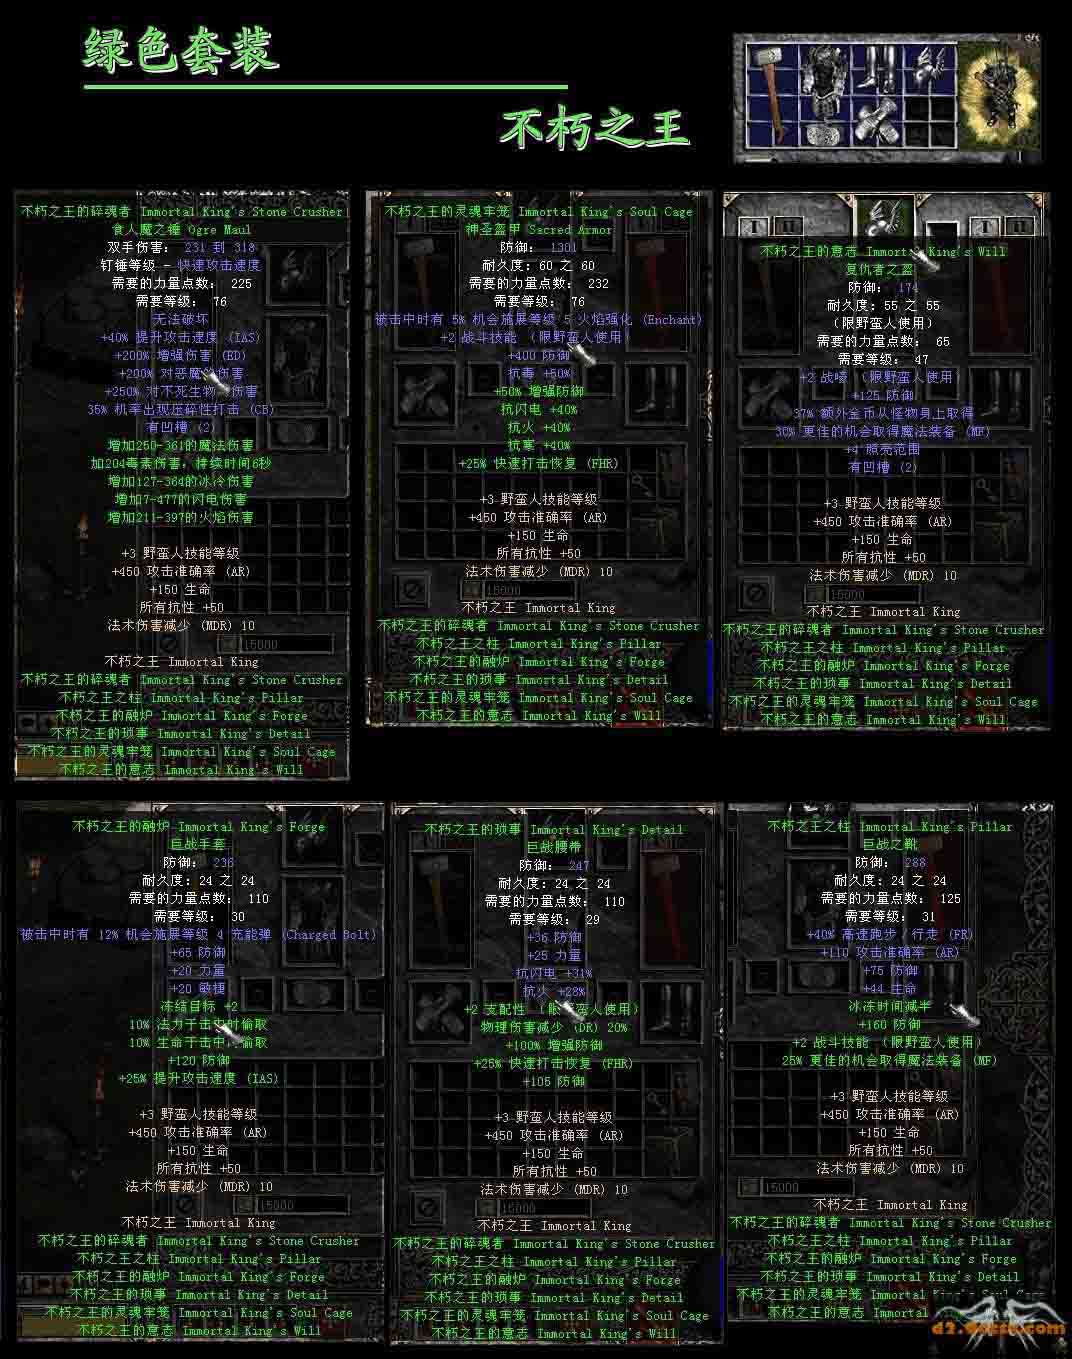 绿色套装
不朽之王
不朽之王的碎魂者 Immortal King's Stone Crusher
食人魔之锤 Ogre Maul
双手伤害: 231 到 318
钉锤等级 - 快速攻击速度
需要的力量点数: 225
需要等级: 76
无法破坏
+40% 提升攻击速度 (IAS)
+200% 增强伤害 (ED)
+200% 对恶魔的伤害
+250% 对不死生物 伤害
35% 机率出现压碎性打击 (CB)
有凹槽 (2)
增加250-361的魔法伤害
加204毒素伤害, 持续时间6秒
增加127-364的冰冷伤害
增加7-477的闪电伤害
增加211-397的火焰伤害
+3 野蛮人技能等级
+450 攻击准确率 (AR)
+150 生命
所有抗性 +50
法术伤害减少 (MDR) 10
15000
不朽之王 Immortal King
不朽之王的碎魂者 Immortal King's Stone Crusher
不朽之王之柱 Immortal King's Pillar
不朽之王的融炉 Immortal King's Forge
不朽之王的琐事 Immortal King's Detail
不朽之王的灵魂牢笼 Immortal King's Soul Cage
不朽之王的意志 Immortal King's Will
不朽之王的灵魂牢笼 Immortal King's Soul Cage
神圣盔甲 Sacred Armor
防御: 1301
耐久度: 60 之 60
需要的力量点数: 232
需要等级: 76
被击中时有 5% 机会施展等级 5 火焰强化 (Enchant)
+2 战斗技能 (限野蛮人使用)
+400 防御
抗毒 +50%
+50% 增强防御
抗闪电 +40%
抗火 +40%
抗寒 +40%
+25% 快速打击恢复 (FHR)
+3 野蛮人技能等级
+450 攻击准确率 (AR)
+150 生命
所有抗性 +50
法术伤害减少 (MDR) 10
15000
不朽之王 Immortal King
不朽之王的碎魂者 Immortal King's Stone Crusher
不朽之王之柱 Immortal King's Pillar
不朽之王的融炉 Immortal King's Forge
不朽之王的琐事 Immortal King's Detail
不朽之王的灵魂牢笼 Immortal King's Soul Cage
不朽之王的意志 Immortal King's Will
不朽之王的意志 Immortal King's Will
复仇者之盔
防御: 174
耐久度: 55 之 55
(限野蛮人使用)
需要的力量点数: 65
需要等级: 47
+2 战嚎 (限野蛮人使用)
+125 防御
37% 额外金币从怪物身上取得
30% 更佳的机会取得魔法装备 (MF)
+4 照亮范围
有凹槽 (2)
+3 野蛮人技能等级
+450 攻击准确率 (AR)
+150 生命
所有抗性 +50
法术伤害减少 (MDR) 10
15000
不朽之王 Immortal King
不朽之王的碎魂者 Immortal King's Stone Crusher
不朽之王之柱 Immortal King's Pillar
不朽之王的融炉 Immortal King's Forge
不朽之王的琐事 Immortal King's Detail
不朽之王的灵魂牢笼 Immortal King's Soul Cage
不朽之王的意志 Immortal King's Will
不朽之王的融炉 Immortal King's Forge
巨战手套
防御: 236
耐久度: 24 之 24
需要的力量点数: 110
需要等级: 30
被击中时有 12% 机会施展等级 4 充能弹 (Charged Bolt)
+65 防御
+20 力量
+20 敏捷
冻结目标 +2
10% 法力于击中时偷取
10% 生命于击中 偷取
+120 防御
+25% 提升攻击速度 (IAS)
+3 野蛮人技能等级
+450 攻击准确率 (AR)
+150 生命
所有抗性 +50
法术伤害减少 (MDR) 10
15000
不朽之王 Immortal King
不朽之王的碎魂者 Immortal King's Stone Crusher
不朽之王之柱 Immortal King's Pillar
不朽之王的融炉 Immortal King's Forge
不朽之王的琐事 Immortal King's Detail
不朽之王的灵魂牢笼 Immortal King's Soul Cage
不朽之王的意志 Immortal King's Will
不朽之王的琐事 Immortal King's Detail
巨战腰带
防御: 247
耐久度: 24 之 24
需要的力量点数: 110
需要等级: 29
+36 防御
+25 力量
抗闪电 +31%
抗火 +28%
+2 支配性 (限野蛮人使用)
物理伤害减少 (DR) 20%
+100% 增强防御
+25% 快速打击恢复 (FHR)
+105 防御
+3 野蛮人技能等级
+450 攻击准确率 (AR)
+150 生命
所有抗性 +50
法术伤害减少 (MDR) 10
15000
不朽之王 Immortal King
不朽之王的碎魂者 Immortal King's Stone Crusher
不朽之王之柱 Immortal King's Pillar
不朽之王的融炉 Immortal King's Forge
不朽之王的琐事 Immortal King's Detail
不朽之王的灵魂牢笼 Immortal King's Soul Cage
不朽之王的意志 Immortal King's Will
不朽之王之柱 Immortal King's Pillar
巨战之靴
防御: 288
耐久度: 24 之 24
需要的力量点数: 125
需要等级: 31
+40% 高速跑步/行走 (FR)
+110 攻击准确率 (AR)
+75 防御
+44 生命
冰冻时间减半
+160 防御
+2 战斗技能 (限野蛮人使用)
25% 更佳的机会取得魔法装备 (MF)
+3 野蛮人技能等级
+450 攻击准确率 (AR)
+150 生命
所有抗性 +50
法术伤害减少 (MDR) 10
15000
不朽之王 Immortal King
不朽之王的碎魂者 Immortal King's Stone Crusher
不朽之王之柱 Immortal King's Pillar
不朽之王的融炉 Immortal King's Forge
不朽之王的琐事 Immortal King's Detail
不朽之王的灵魂牢笼 Immortal King's Soul Cage
不朽之王的意志 Immortal